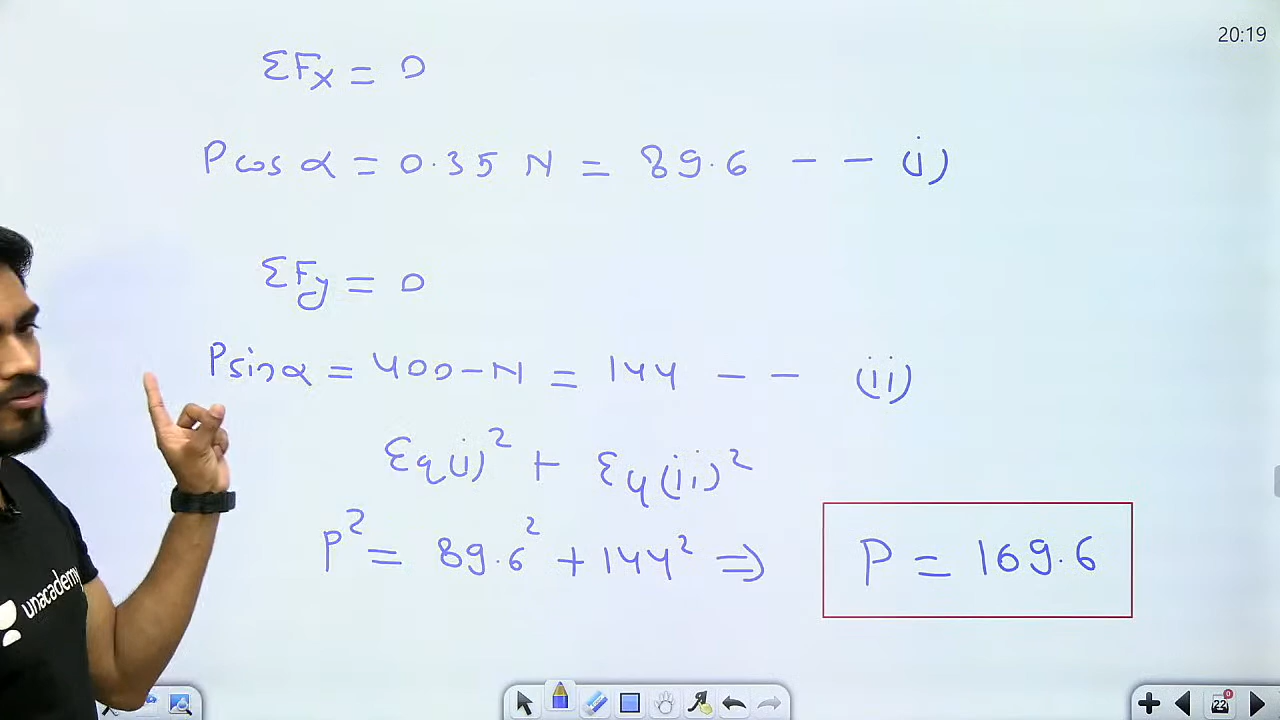 20:19
ΣFx = 0
P cos α = 0.35 N = 89.6 - - (i)
ΣFy = 0
P sin α = 400 - N = 144 - - (ii)
Eq(i)² + Eq(ii)²
P² = 89.6² + 144² ⇒ P = 169.6
unacademy
22